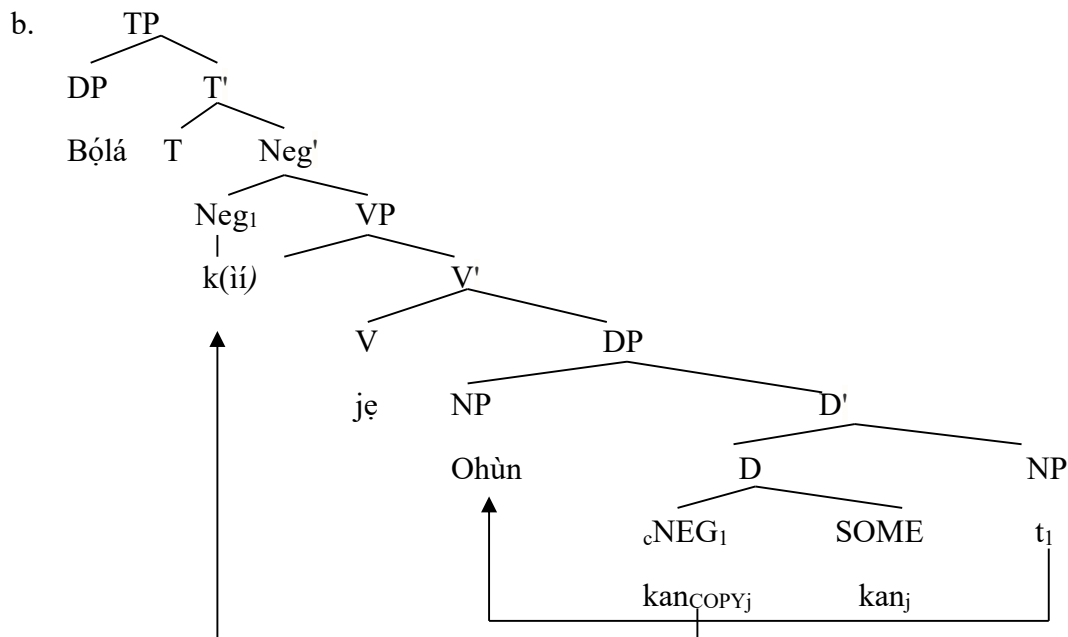 b. TP
DP T'
Bọ́lá T Neg'
Neg1 VP
k(ìí)
V'
V DP
jẹ NP D'
Ohùn D NP
cNEG1 SOME t1
kanCOPYj kanj